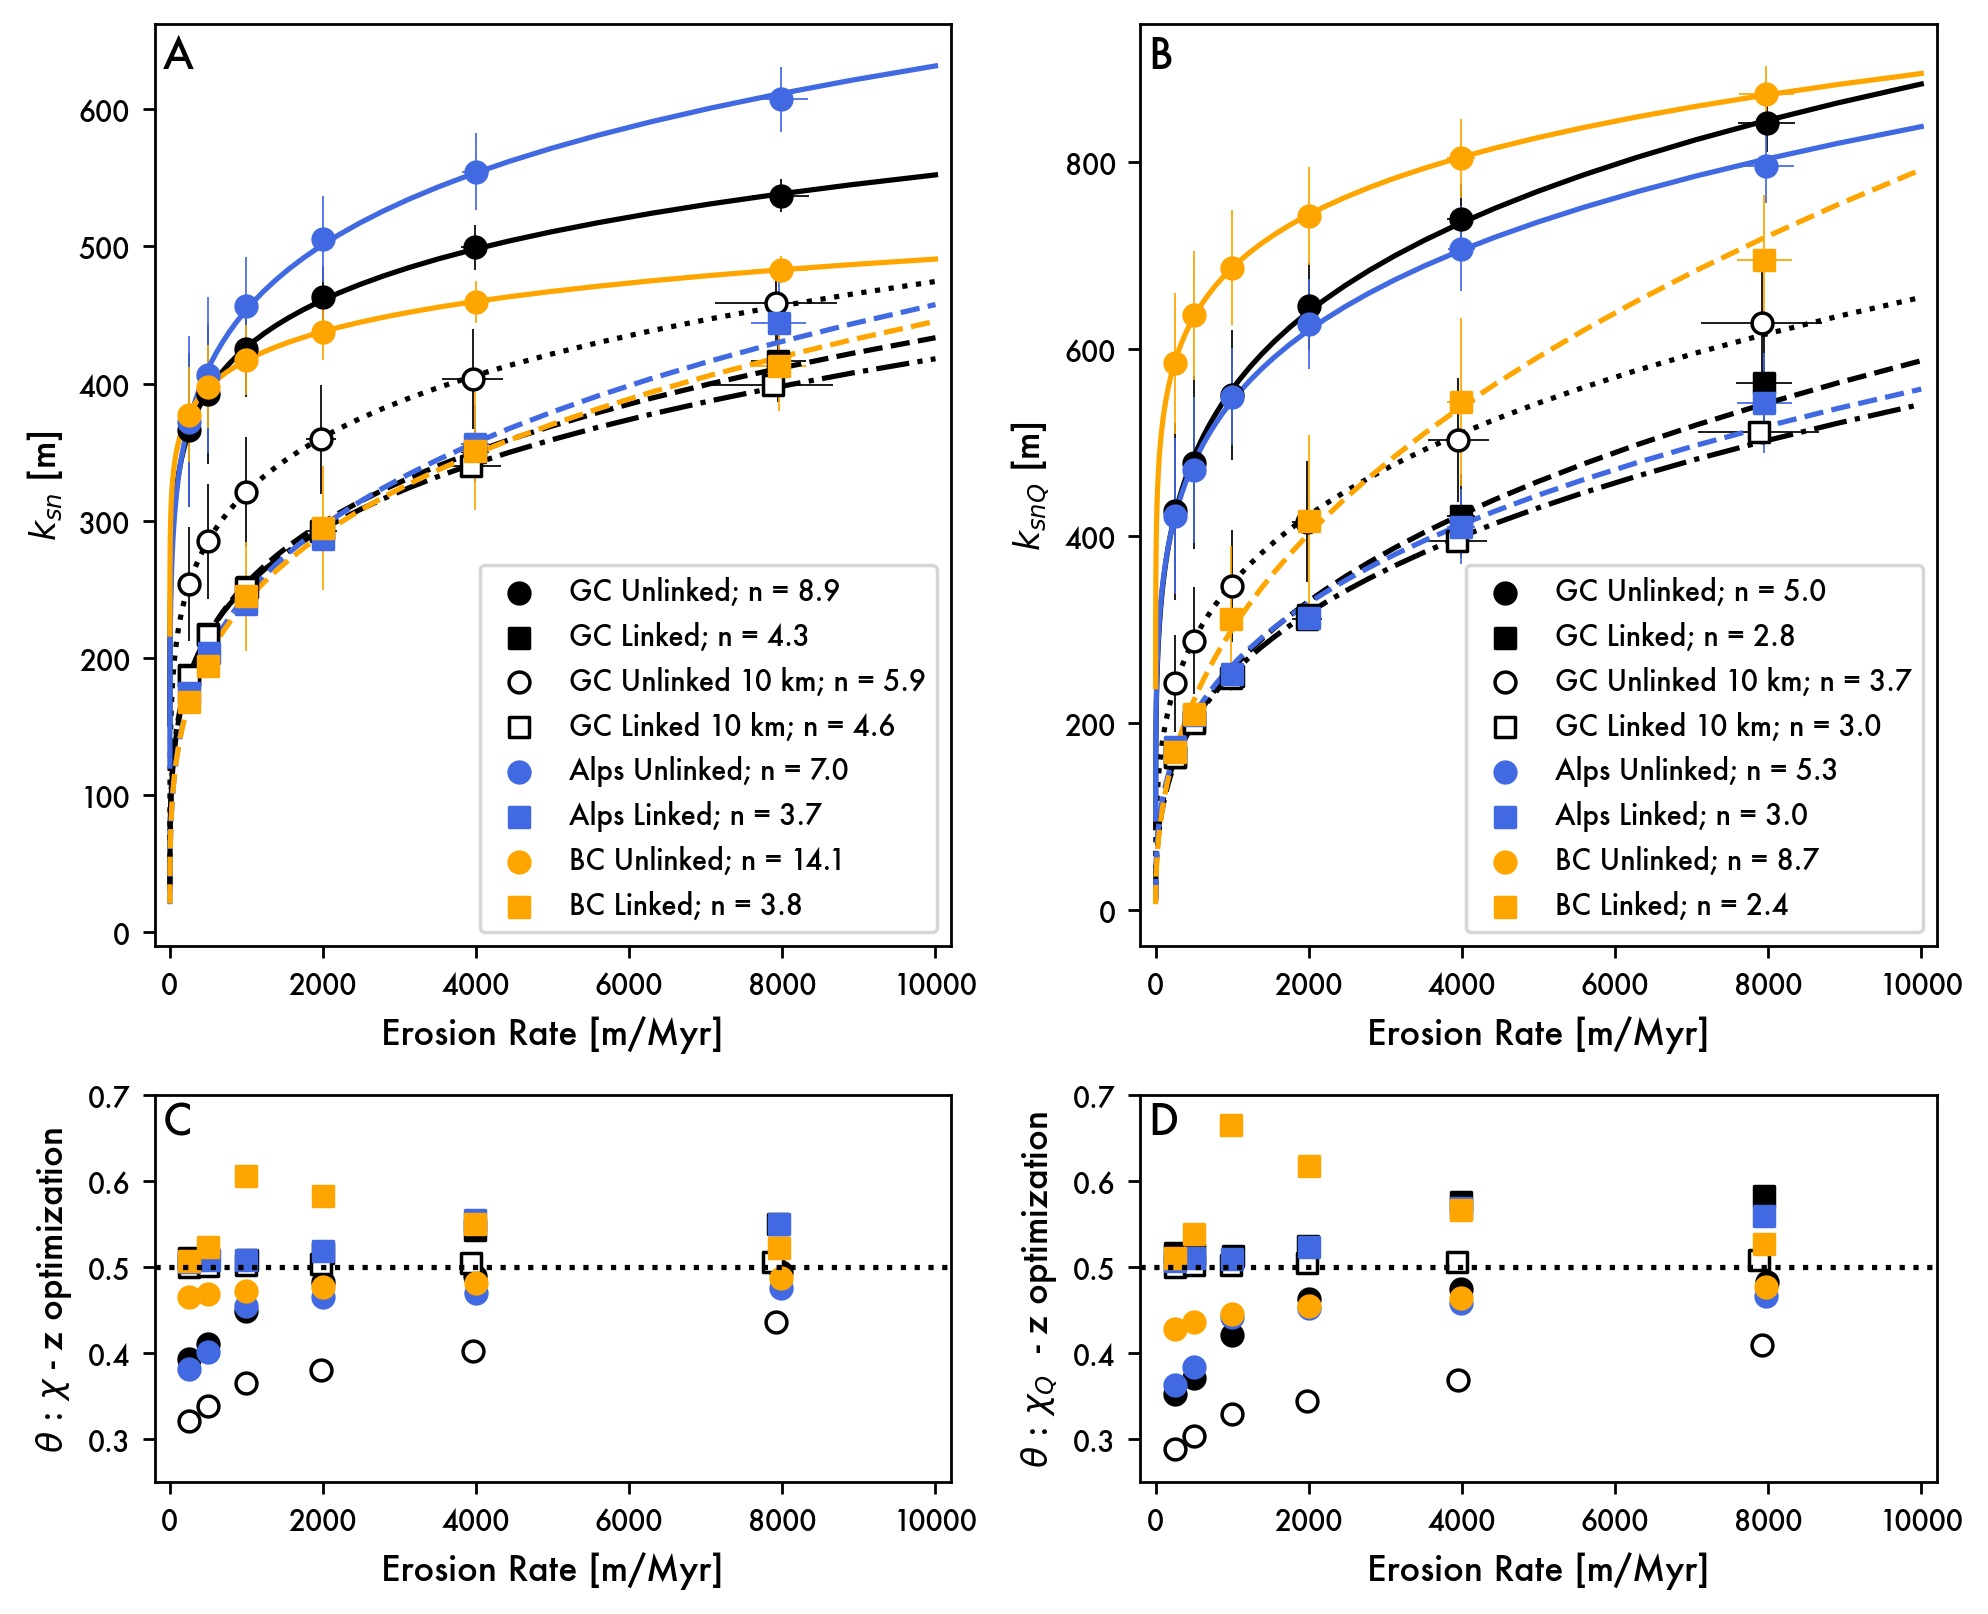 A
600
500
400
300
200
100
0
k_sn [m]
GC Unlinked; n = 8.9
GC Linked; n = 4.3
GC Unlinked 10 km; n = 5.9
GC Linked 10 km; n = 4.6
Alps Unlinked; n = 7.0
Alps Linked; n = 3.7
BC Unlinked; n = 14.1
BC Linked; n = 3.8
0 2000 4000 6000 8000 10000
Erosion Rate [m/Myr]
B
800
600
400
200
0
k_snQ [m]
GC Unlinked; n = 5.0
GC Linked; n = 2.8
GC Unlinked 10 km; n = 3.7
GC Linked 10 km; n = 3.0
Alps Unlinked; n = 5.3
Alps Linked; n = 3.0
BC Unlinked; n = 8.7
BC Linked; n = 2.4
0 2000 4000 6000 8000 10000
Erosion Rate [m/Myr]
C
0.7
0.6
0.5
0.4
0.3
θ : χ - z optimization
0 2000 4000 6000 8000 10000
Erosion Rate [m/Myr]
D
0.7
0.6
0.5
0.4
0.3
θ : χ_Q - z optimization
0 2000 4000 6000 8000 10000
Erosion Rate [m/Myr]